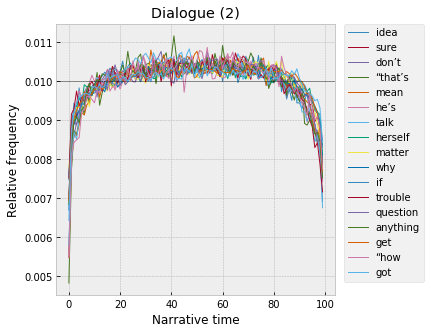 Dialogue (2)
Relative frequency
0.011
0.010
0.009
0.008
0.007
0.006
0.005
0
20
40
60
80
100
Narrative time
idea
sure
don’t
“that’s
mean
he’s
talk
herself
matter
why
if
trouble
question
anything
get
“how
got